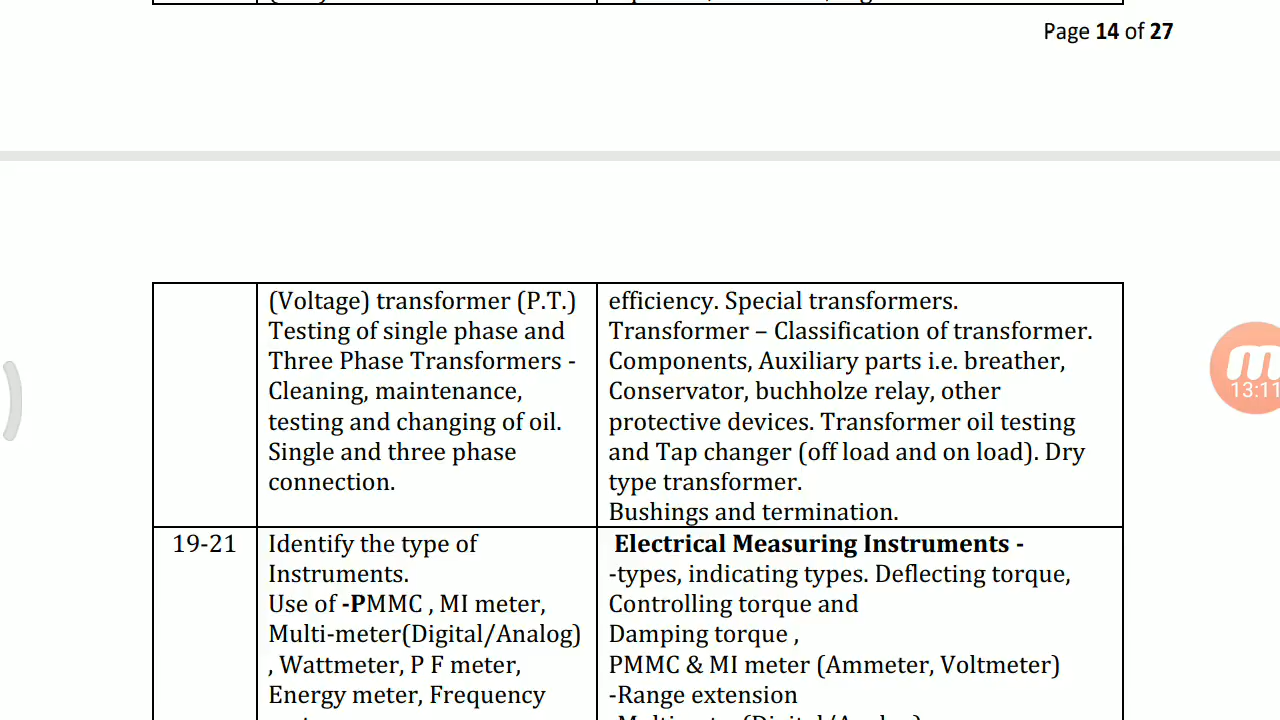 Page 14 of 27
(Voltage) transformer (P.T.)
Testing of single phase and
Three Phase Transformers -
Cleaning, maintenance,
testing and changing of oil.
Single and three phase
connection.
efficiency. Special transformers.
Transformer – Classification of transformer.
Components, Auxiliary parts i.e. breather,
Conservator, buchholze relay, other
protective devices. Transformer oil testing
and Tap changer (off load and on load). Dry
type transformer.
Bushings and termination.
19-21
Identify the type of
Instruments.
Use of -PMMC , MI meter,
Multi-meter(Digital/Analog)
, Wattmeter, P F meter,
Energy meter, Frequency
Electrical Measuring Instruments -
-types, indicating types. Deflecting torque,
Controlling torque and
Damping torque ,
PMMC & MI meter (Ammeter, Voltmeter)
-Range extension
13:11